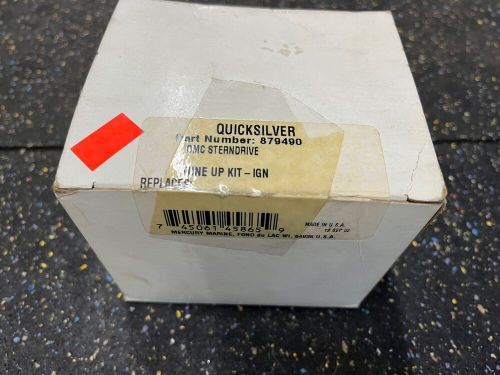 QUICKSILVER
Part Number: 879490
OMC STERNDRIVE
TUNE UP KIT-IGN
REPLACES:
7 45061 45865 9
MADE IN U.S.A.
MERCURY MARINE, FOND du LAC WI. 54936 U.S.A.